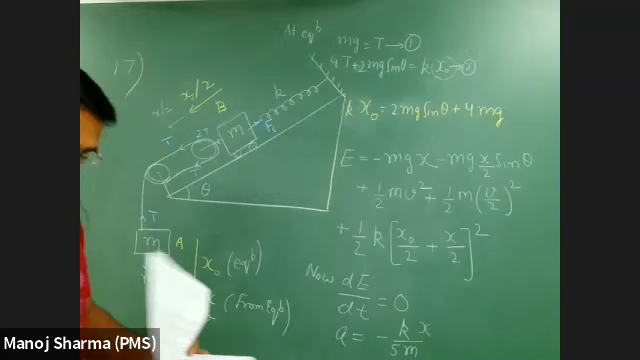 17)
At eqb
mg = T → ①
4T + 2mg sinθ = k x₀ → ②
k x₀ = 2mg sinθ + 4mg
x/2
B
k
T
2T
m
T
θ
T
m
A
x₀ (eqb)
(From Eqb)
E = -mgx - mg x/2 sinθ
+ 1/2 mv² + 1/2 m(v/2)²
+ 1/2 k [x₀/2 + x/2]²
Now dE/dt = 0
a = - k/5m x
Manoj Sharma (PMS)